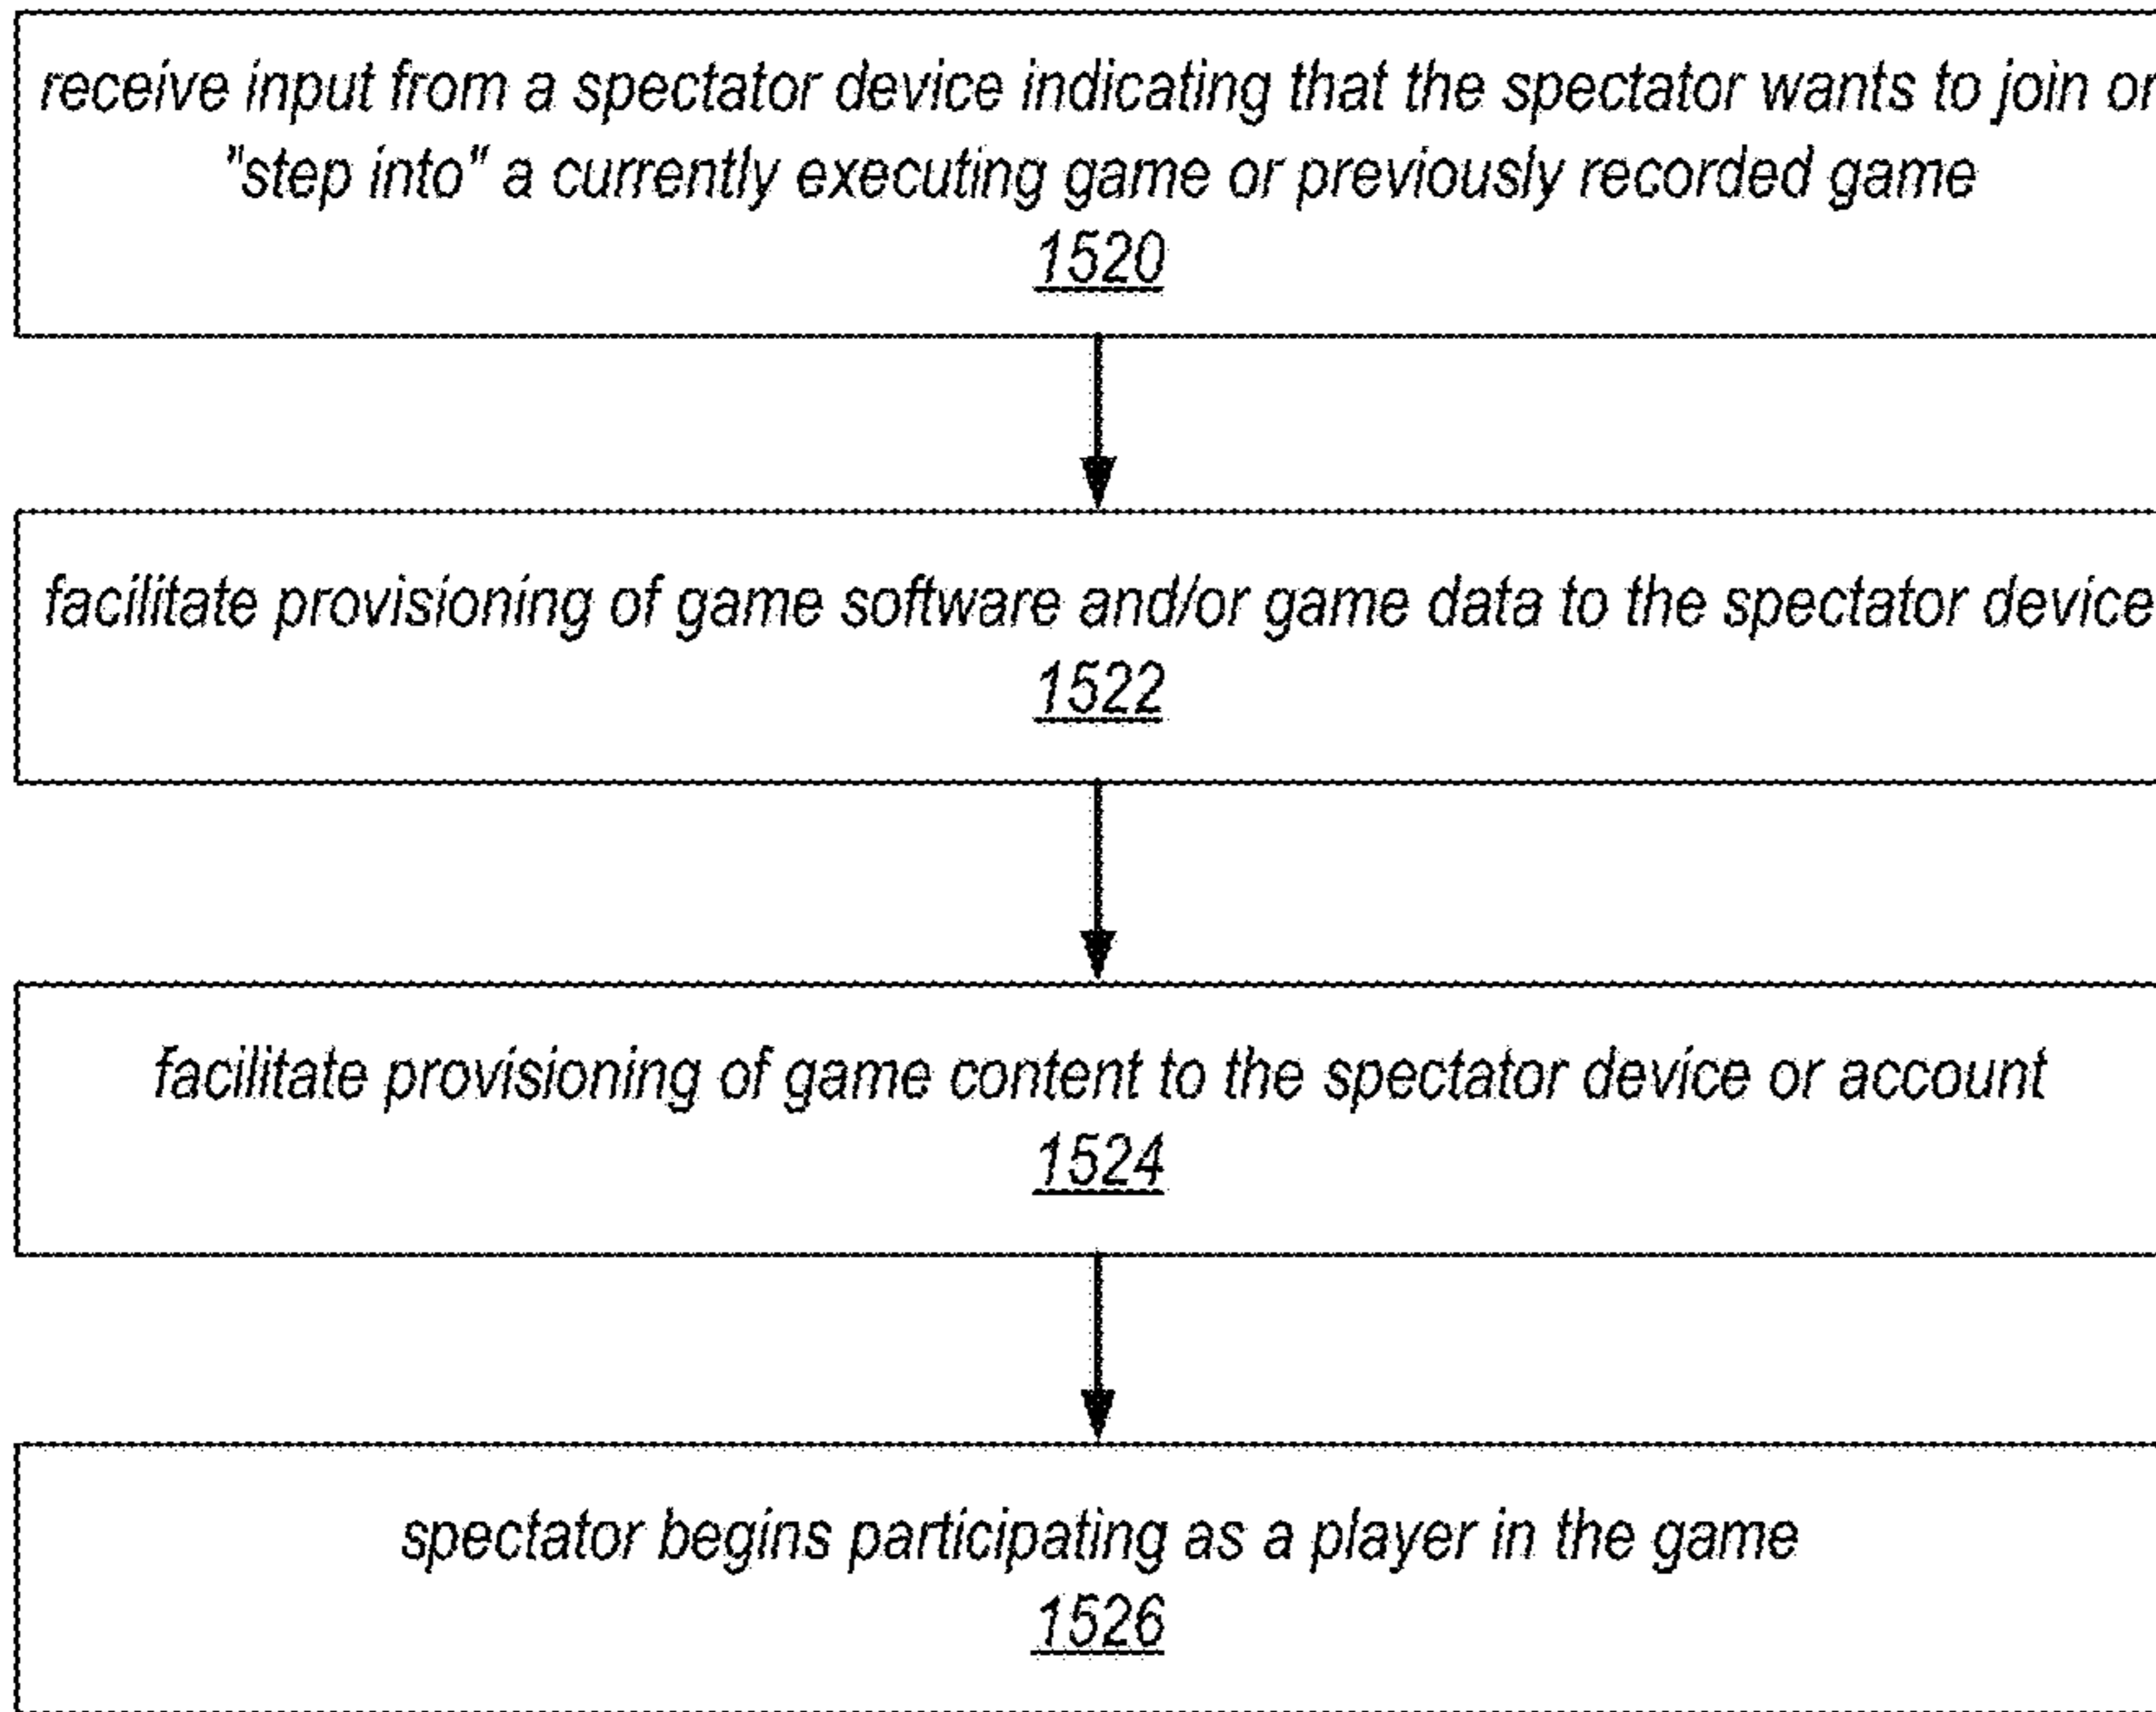 receive input from a spectator device indicating that the spectator wants to join or
"step into" a currently executing game or previously recorded game
1520
facilitate provisioning of game software and/or game data to the spectator device
1522
facilitate provisioning of game content to the spectator device or account
1524
spectator begins participating as a player in the game
1526